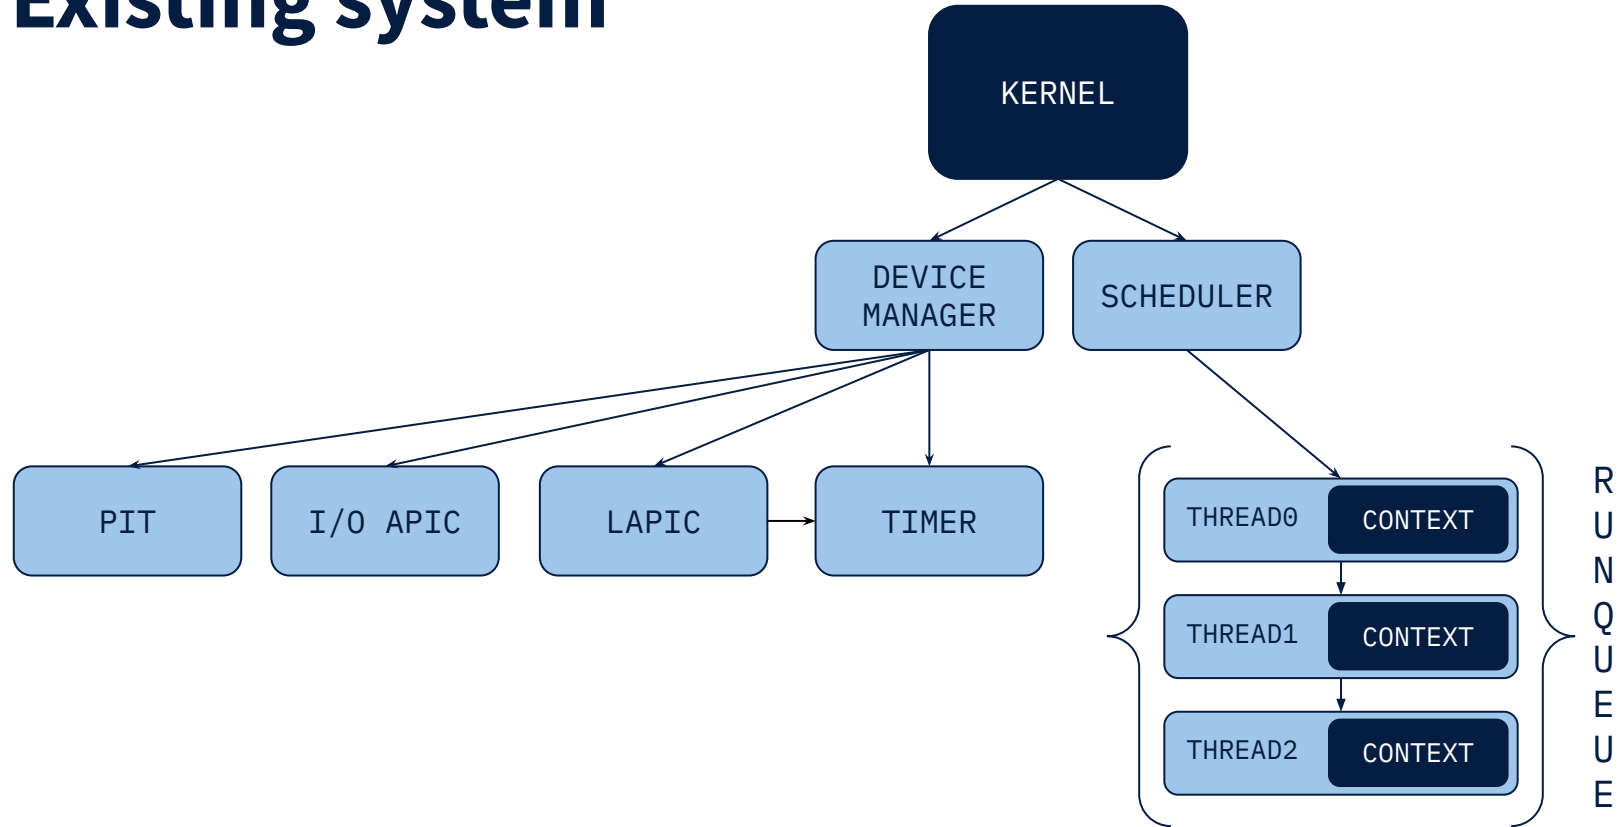 Existing system
KERNEL
DEVICE
MANAGER
SCHEDULER
PIT
I/O APIC
LAPIC
TIMER
THREAD0
CONTEXT
THREAD1
CONTEXT
THREAD2
CONTEXT
R
U
N
Q
U
E
U
E